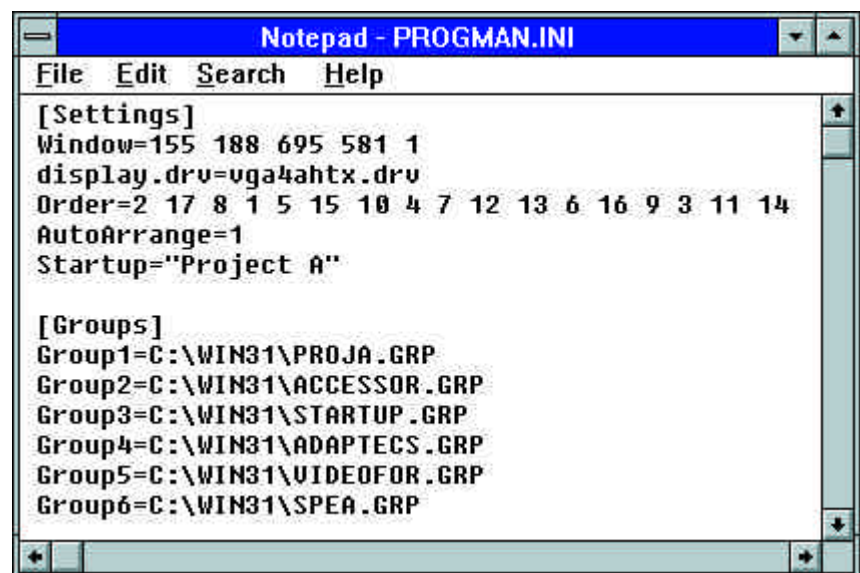 Notepad - PROGMAN.INI
File Edit Search Help
[Settings]
Window=155 188 695 581 1
display.drv=vga4ahtx.drv
Order=2 17 8 1 5 15 10 4 7 12 13 6 16 9 3 11 14
AutoArrange=1
Startup="Project A"
[Groups]
Group1=C:\WIN31\PROJA.GRP
Group2=C:\WIN31\ACCESSOR.GRP
Group3=C:\WIN31\STARTUP.GRP
Group4=C:\WIN31\ADAPTECS.GRP
Group5=C:\WIN31\VIDEOFOR.GRP
Group6=C:\WIN31\SPEA.GRP